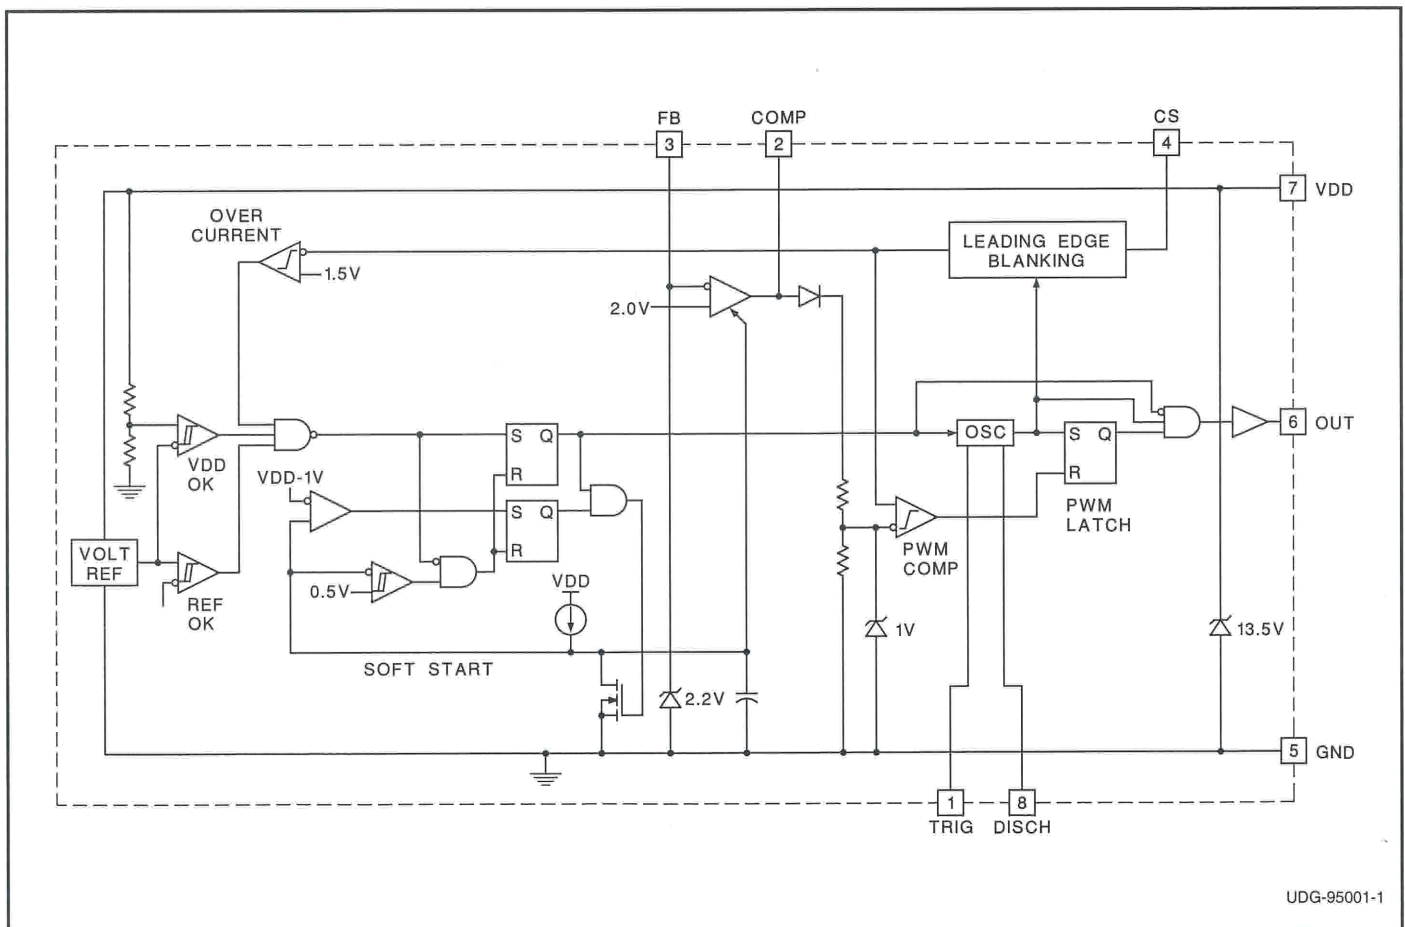 FB
COMP
CS
3
2
4
7 VDD
OVER
CURRENT
1.5V
LEADING EDGE
BLANKING
2.0V
VDD
OK
S Q
R
OSC
S Q
R
PWM
LATCH
6 OUT
VDD-1V
S Q
R
VOLT
REF
REF
OK
0.5V
VDD
PWM
COMP
1V
13.5V
SOFT START
2.2V
5 GND
1
8
TRIG
DISCH
UDG-95001-1